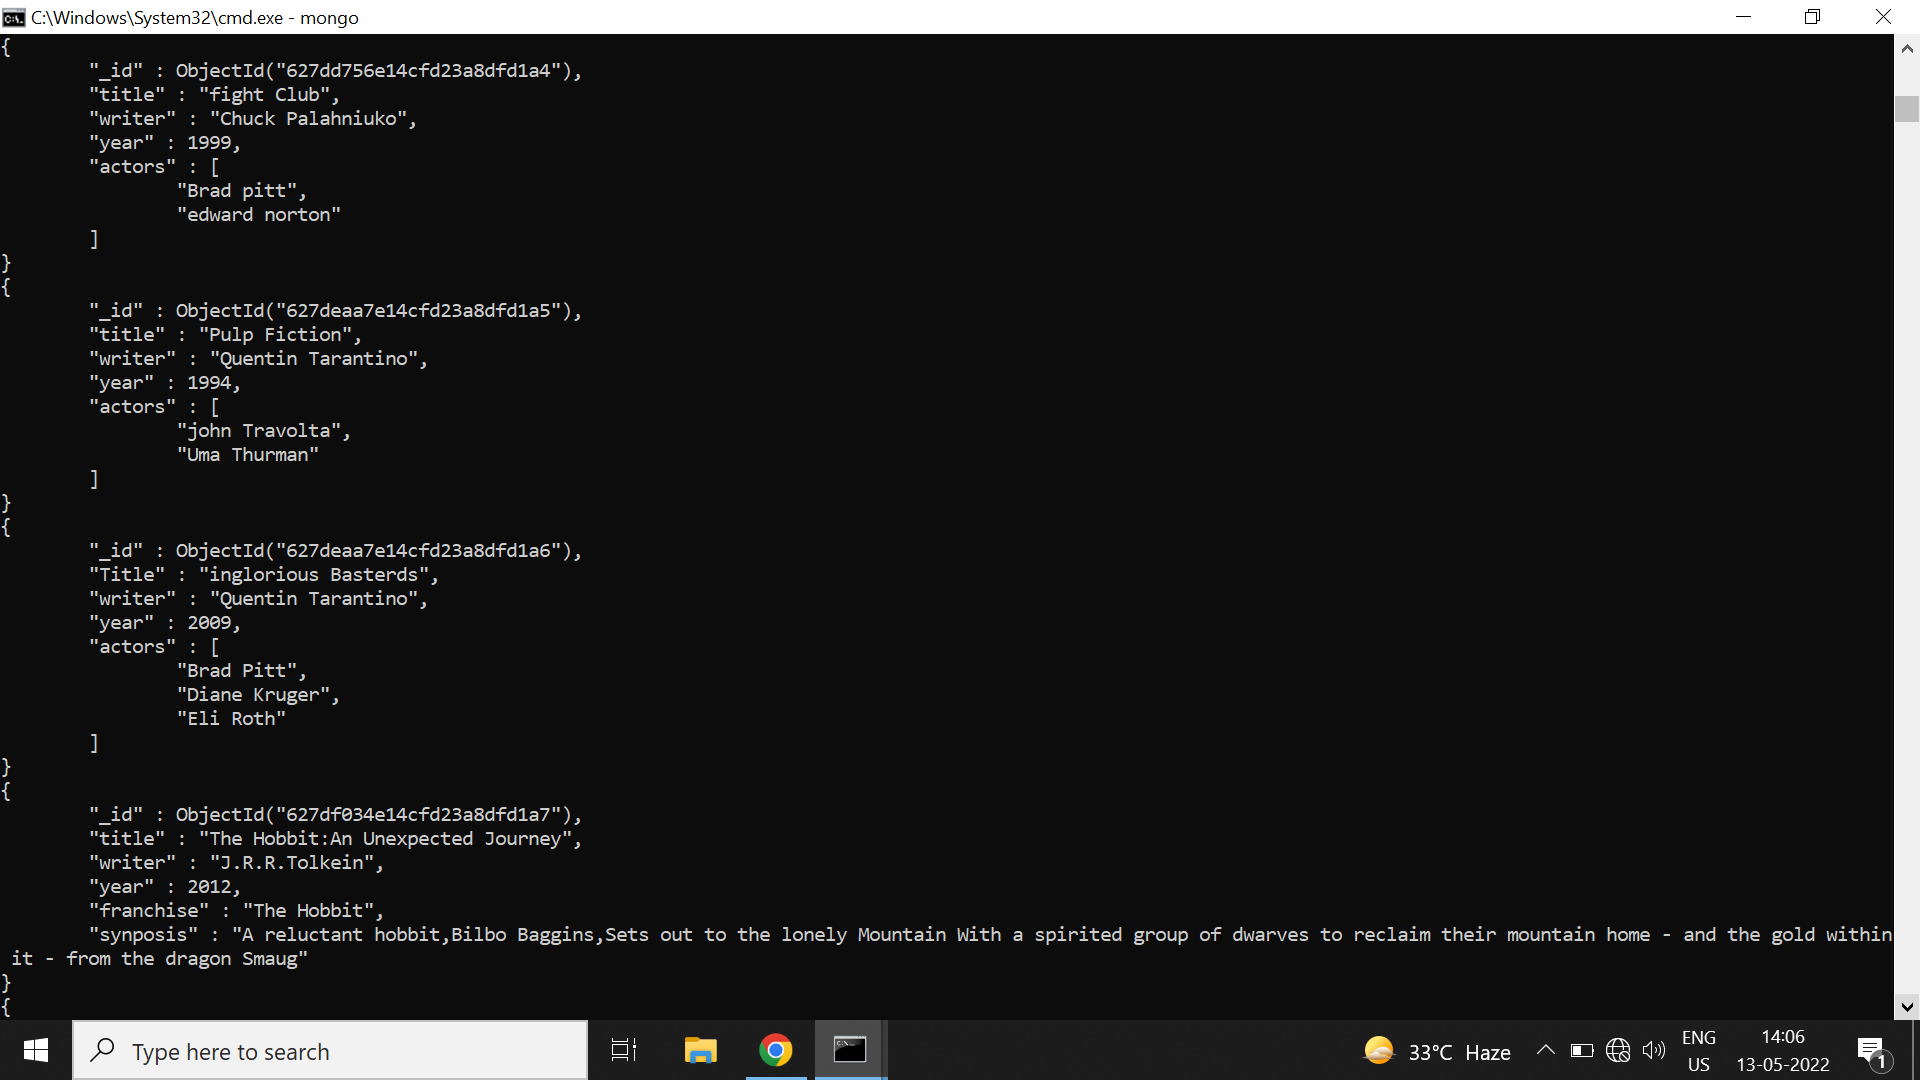 C:\Windows\System32\cmd.exe - mongo
{
"_id" : ObjectId("627dd756e14cfd23a8dfd1a4"),
"title" : "fight Club",
"writer" : "Chuck Palahniuko",
"year" : 1999,
"actors" : [
"Brad pitt",
"edward norton"
]
}
{
"_id" : ObjectId("627deaa7e14cfd23a8dfd1a5"),
"title" : "Pulp Fiction",
"writer" : "Quentin Tarantino",
"year" : 1994,
"actors" : [
"john Travolta",
"Uma Thurman"
]
}
{
"_id" : ObjectId("627deaa7e14cfd23a8dfd1a6"),
"Title" : "inglorious Basterds",
"writer" : "Quentin Tarantino",
"year" : 2009,
"actors" : [
"Brad Pitt",
"Diane Kruger",
"Eli Roth"
]
}
{
"_id" : ObjectId("627df034e14cfd23a8dfd1a7"),
"title" : "The Hobbit:An Unexpected Journey",
"writer" : "J.R.R.Tolkein",
"year" : 2012,
"franchise" : "The Hobbit",
"synposis" : "A reluctant hobbit,Bilbo Baggins,Sets out to the lonely Mountain With a spirited group of dwarves to reclaim their mountain home - and the gold within
it - from the dragon Smaug"
}
{
Type here to search
33°C Haze
ENG
US
14:06
13-05-2022
1